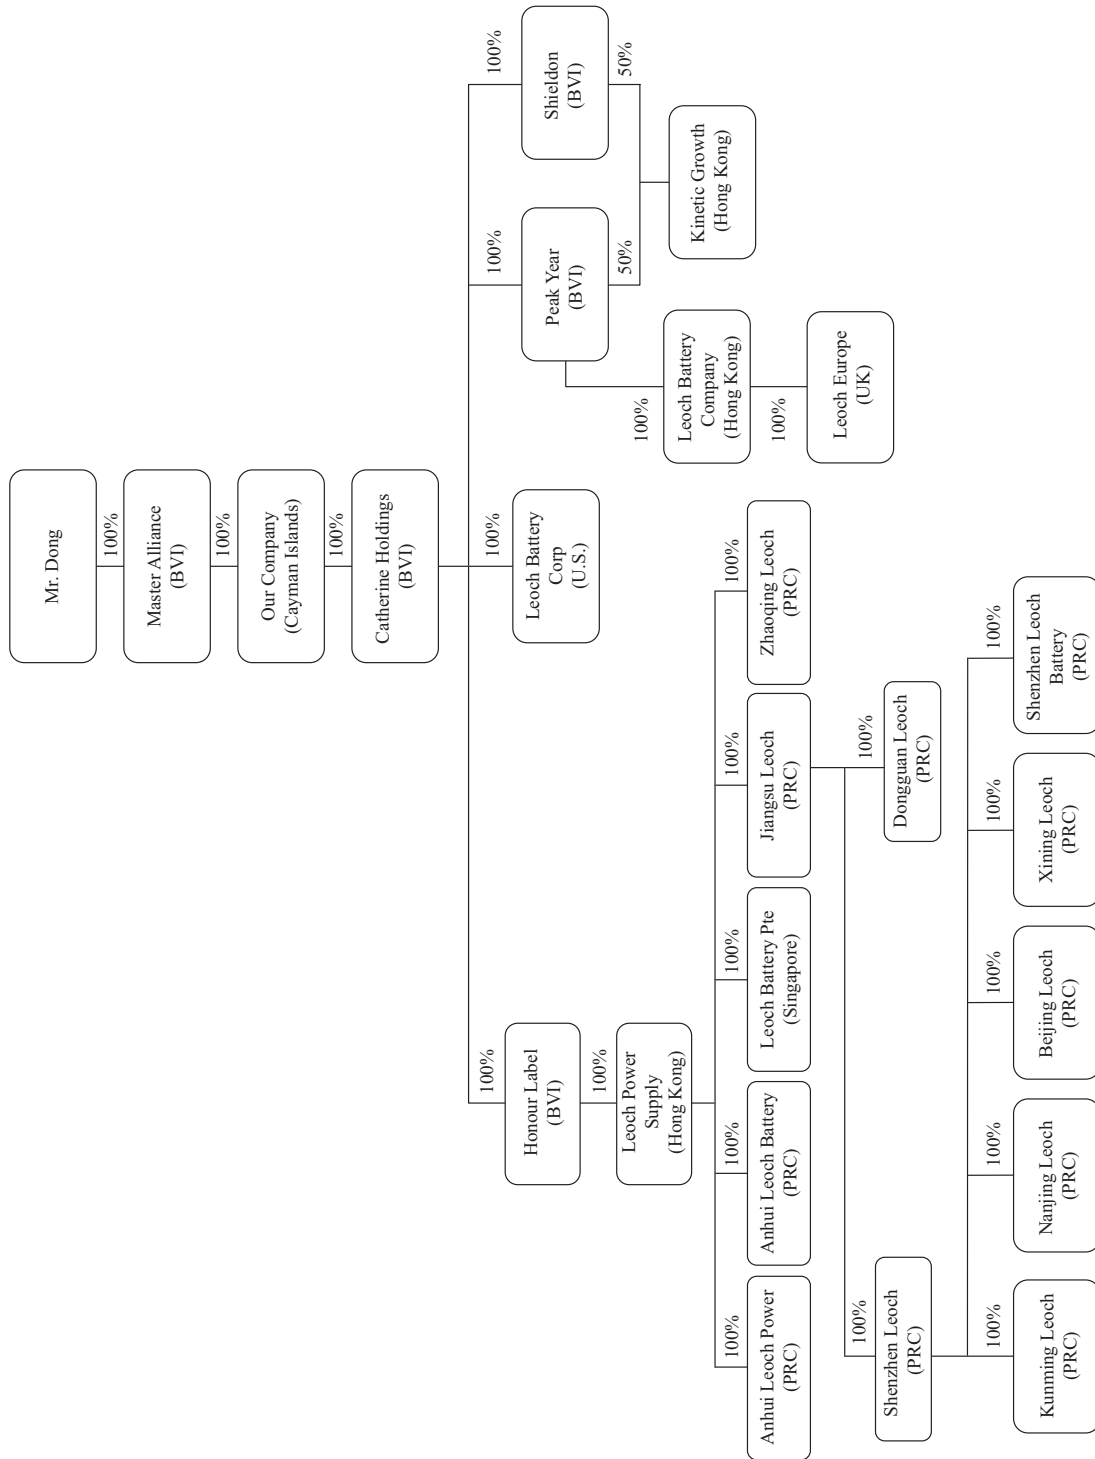 Mr. Dong
100%
Master Alliance
(BVI)
100%
Our Company
(Cayman Islands)
100%
Catherine Holdings
(BVI)
100%
100%
100%
100%
Honour Label
(BVI)
Leoch Battery
Corp
(U.S.)
Peak Year
(BVI)
Shieldon
(BVI)
100%
50%
50%
Leoch Power
Supply
(Hong Kong)
100%
Leoch Battery
Company
(Hong Kong)
Kinetic Growth
(Hong Kong)
100%
100%
100%
100%
100%
100%
Anhui Leoch Power
(PRC)
Anhui Leoch Battery
(PRC)
Leoch Battery Pte
(Singapore)
Jiangsu Leoch
(PRC)
Zhaoqing Leoch
(PRC)
Leoch Europe
(UK)
100%
100%
Shenzhen Leoch
(PRC)
Dongguan Leoch
(PRC)
100%
100%
100%
100%
100%
Kunming Leoch
(PRC)
Nanjing Leoch
(PRC)
Beijing Leoch
(PRC)
Xining Leoch
(PRC)
Shenzhen Leoch
Battery
(PRC)